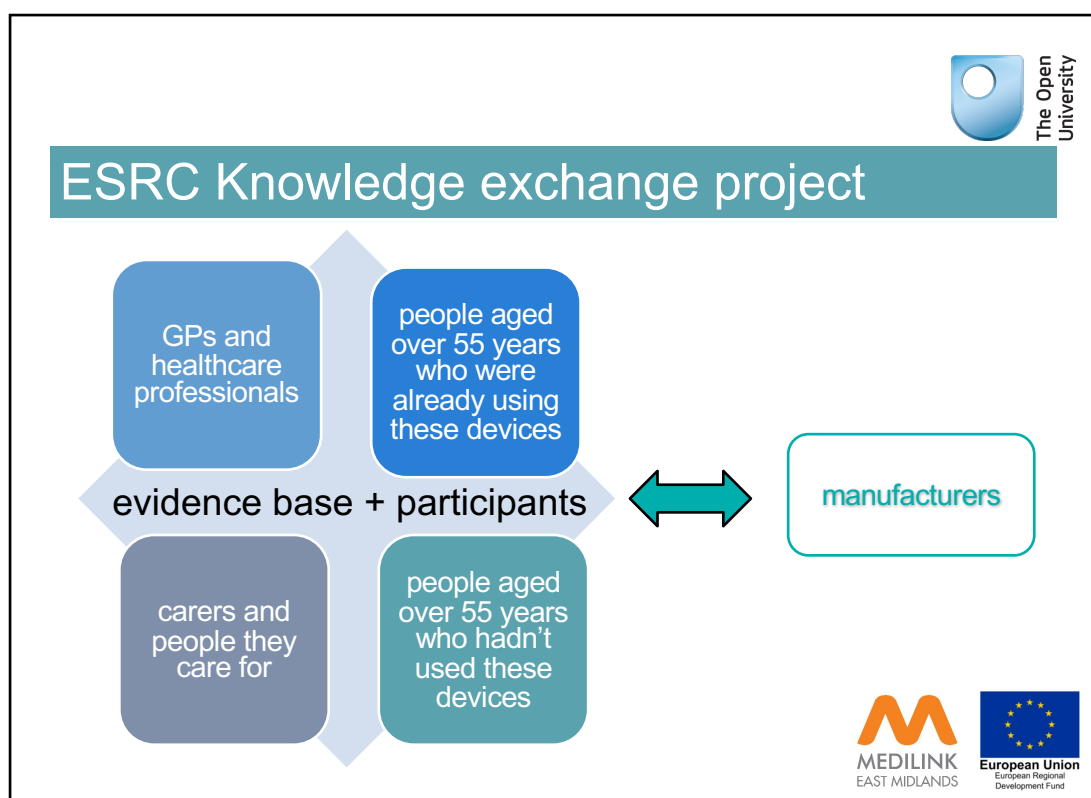 The Open
University
ESRC Knowledge exchange project
GPs and
healthcare
professionals
people aged
over 55 years
who were
already using
these devices
evidence base + participants
manufacturers
carers and
people they
care for
people aged
over 55 years
who hadn’t
used these
devices
MEDILINK
EAST MIDLANDS
European Union
European Regional
Development Fund